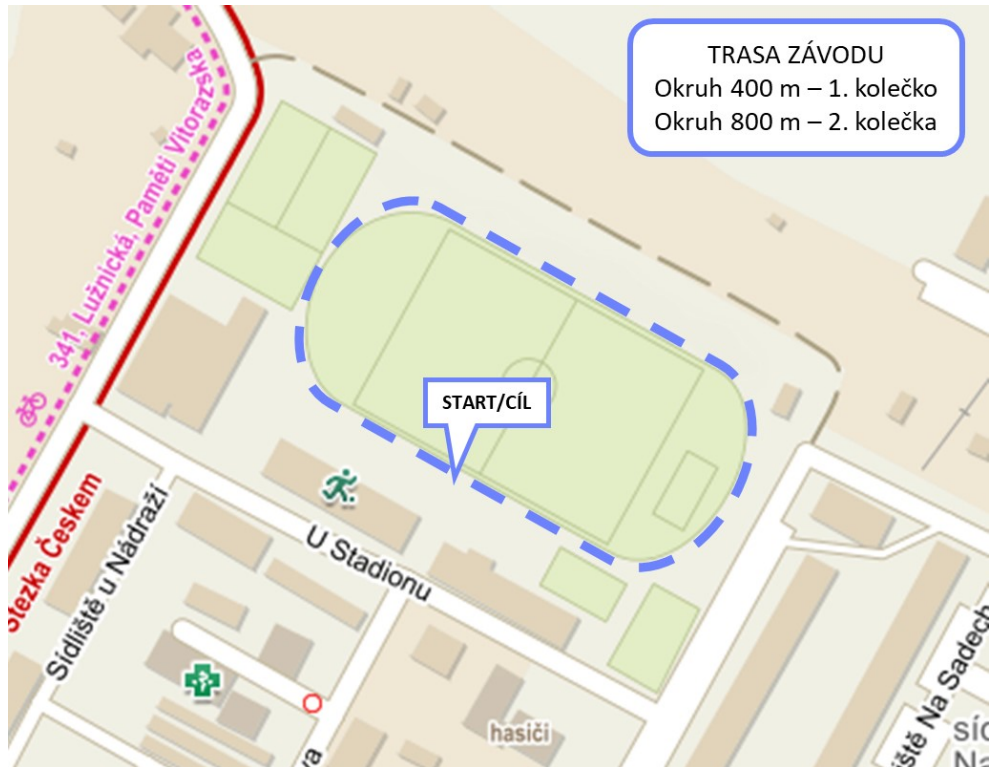 TRASA ZÁVODU
Okruh 400 m – 1. kolečko
Okruh 800 m – 2. kolečka
341, Lužnická, Paměti Vitorazska
START/CÍL
Stezka Českem
Sídliště u Nádraží
U Stadionu
hasiči
Na Sadech